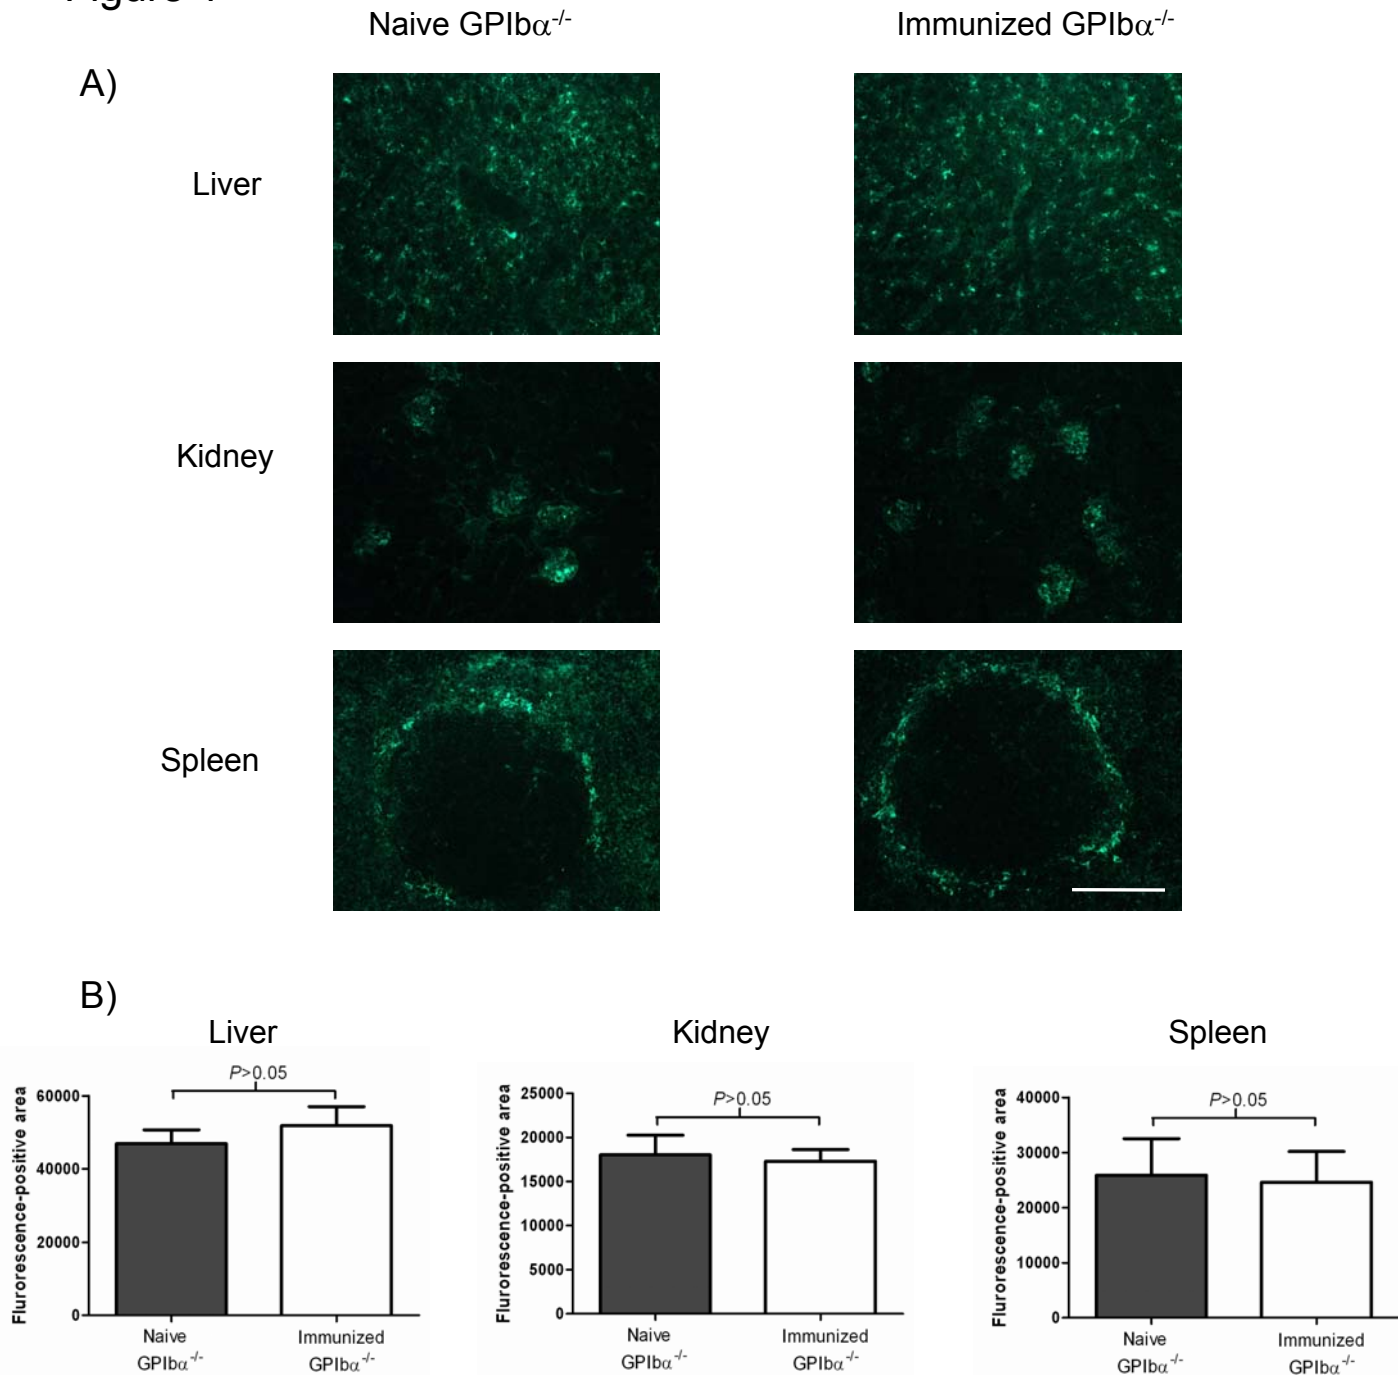 Naive GPIbα-/-
Immunized GPIbα-/-
A)
Liver
Kidney
Spleen
B)
Liver
Kidney
Spleen
Flurorescence-positive area
60000
40000
20000
0
P>0.05
Naive
GPIbα-/-
Immunized
GPIbα-/-
Flurorescence-positive area
25000
20000
15000
10000
5000
0
P>0.05
Naive
GPIbα-/-
Immunized
GPIbα-/-
Flurorescence-positive area
40000
30000
20000
10000
0
P>0.05
Naive
GPIbα-/-
Immunized
GPIbα-/-